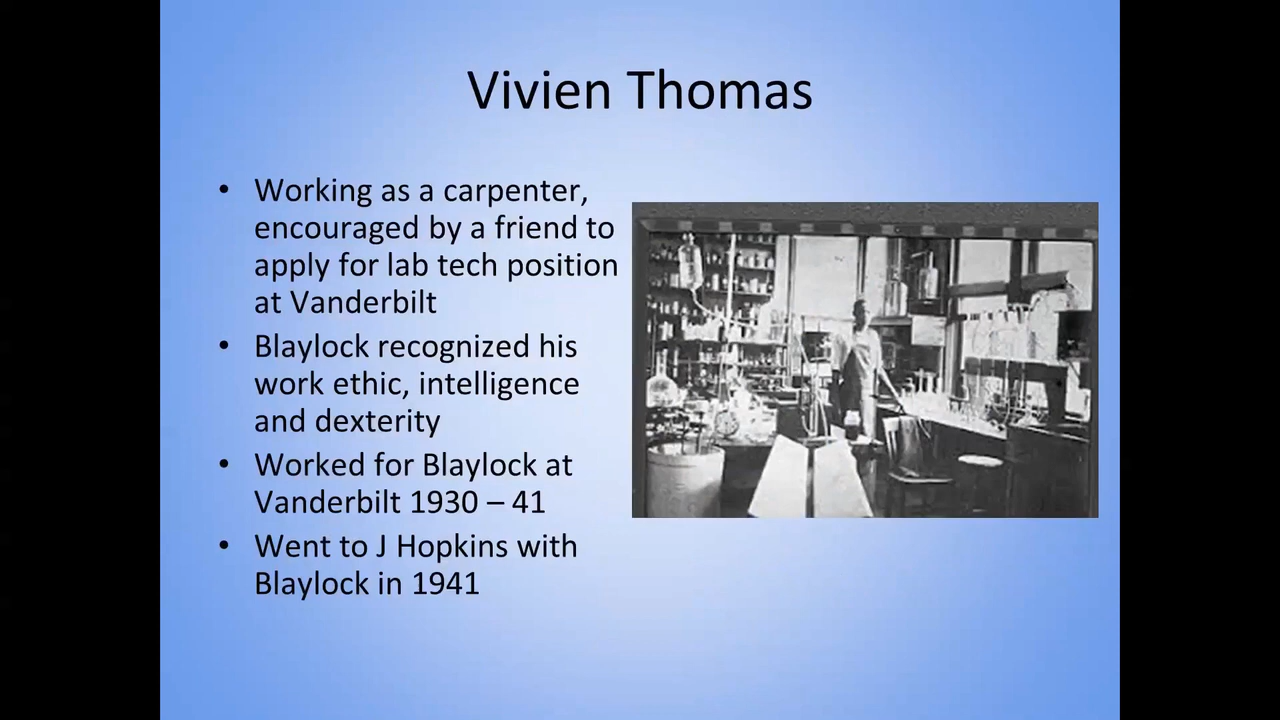 Vivien Thomas
• Working as a carpenter,
encouraged by a friend to
apply for lab tech position
at Vanderbilt
• Blaylock recognized his
work ethic, intelligence
and dexterity
• Worked for Blaylock at
Vanderbilt 1930 – 41
• Went to J Hopkins with
Blaylock in 1941